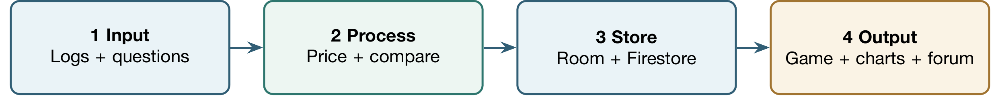 1 Input
Logs + questions
2 Process
Price + compare
3 Store
Room + Firestore
4 Output
Game + charts + forum